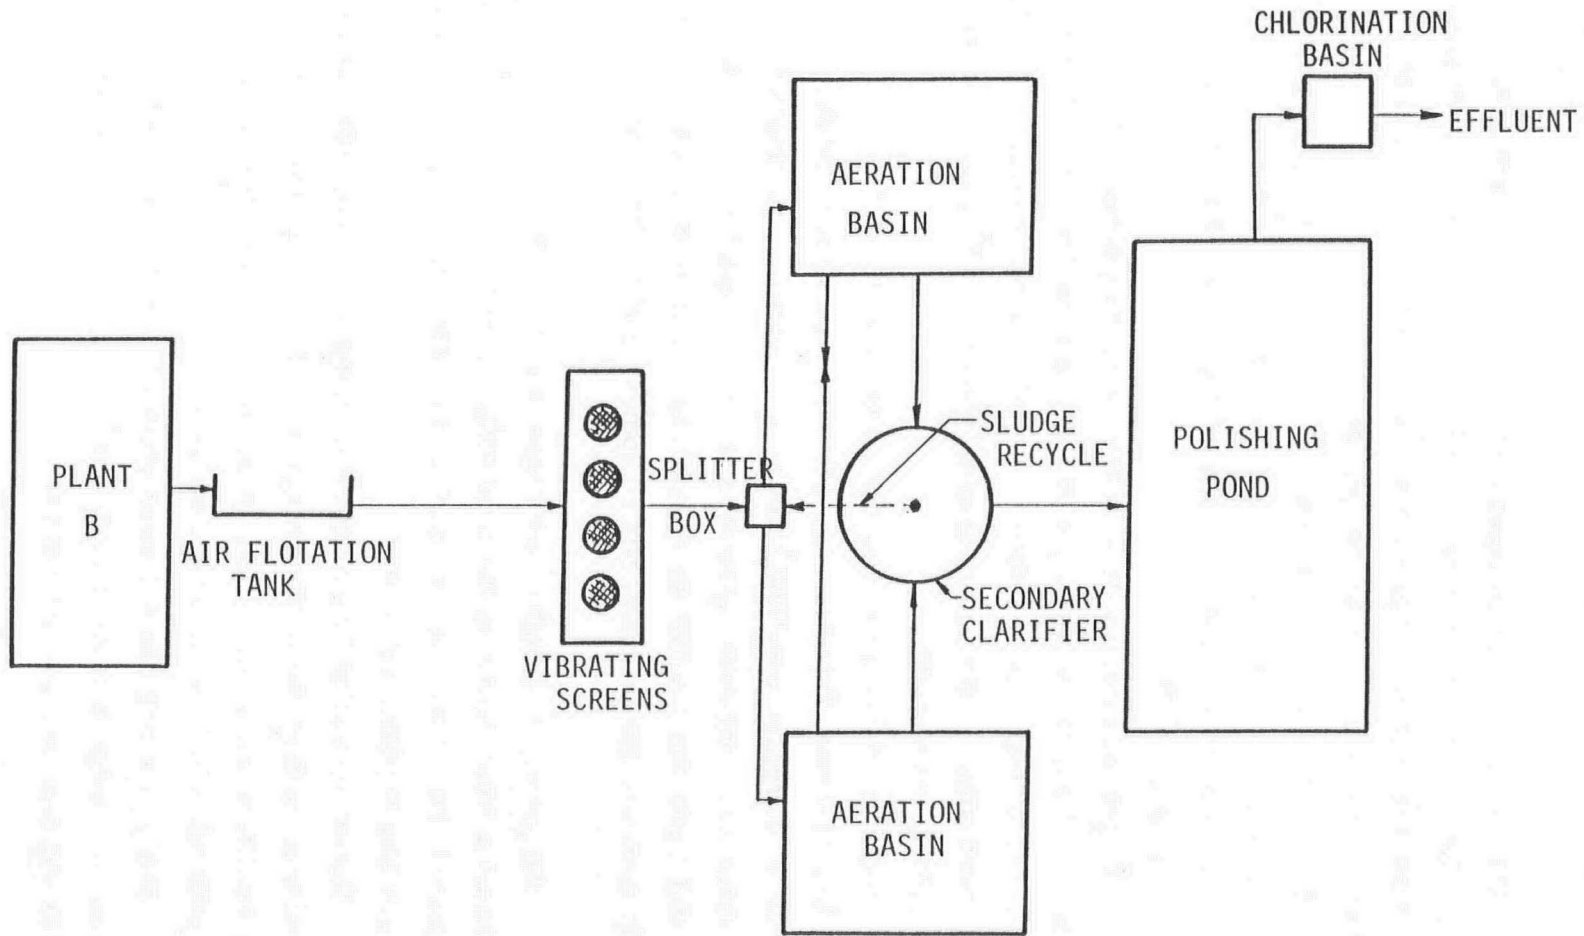 CHLORINATION
BASIN
EFFLUENT
AERATION
BASIN
PLANT
B
AIR FLOTATION
TANK
VIBRATING
SCREENS
SPLITTER
BOX
SLUDGE
RECYCLE
SECONDARY
CLARIFIER
AERATION
BASIN
POLISHING
POND